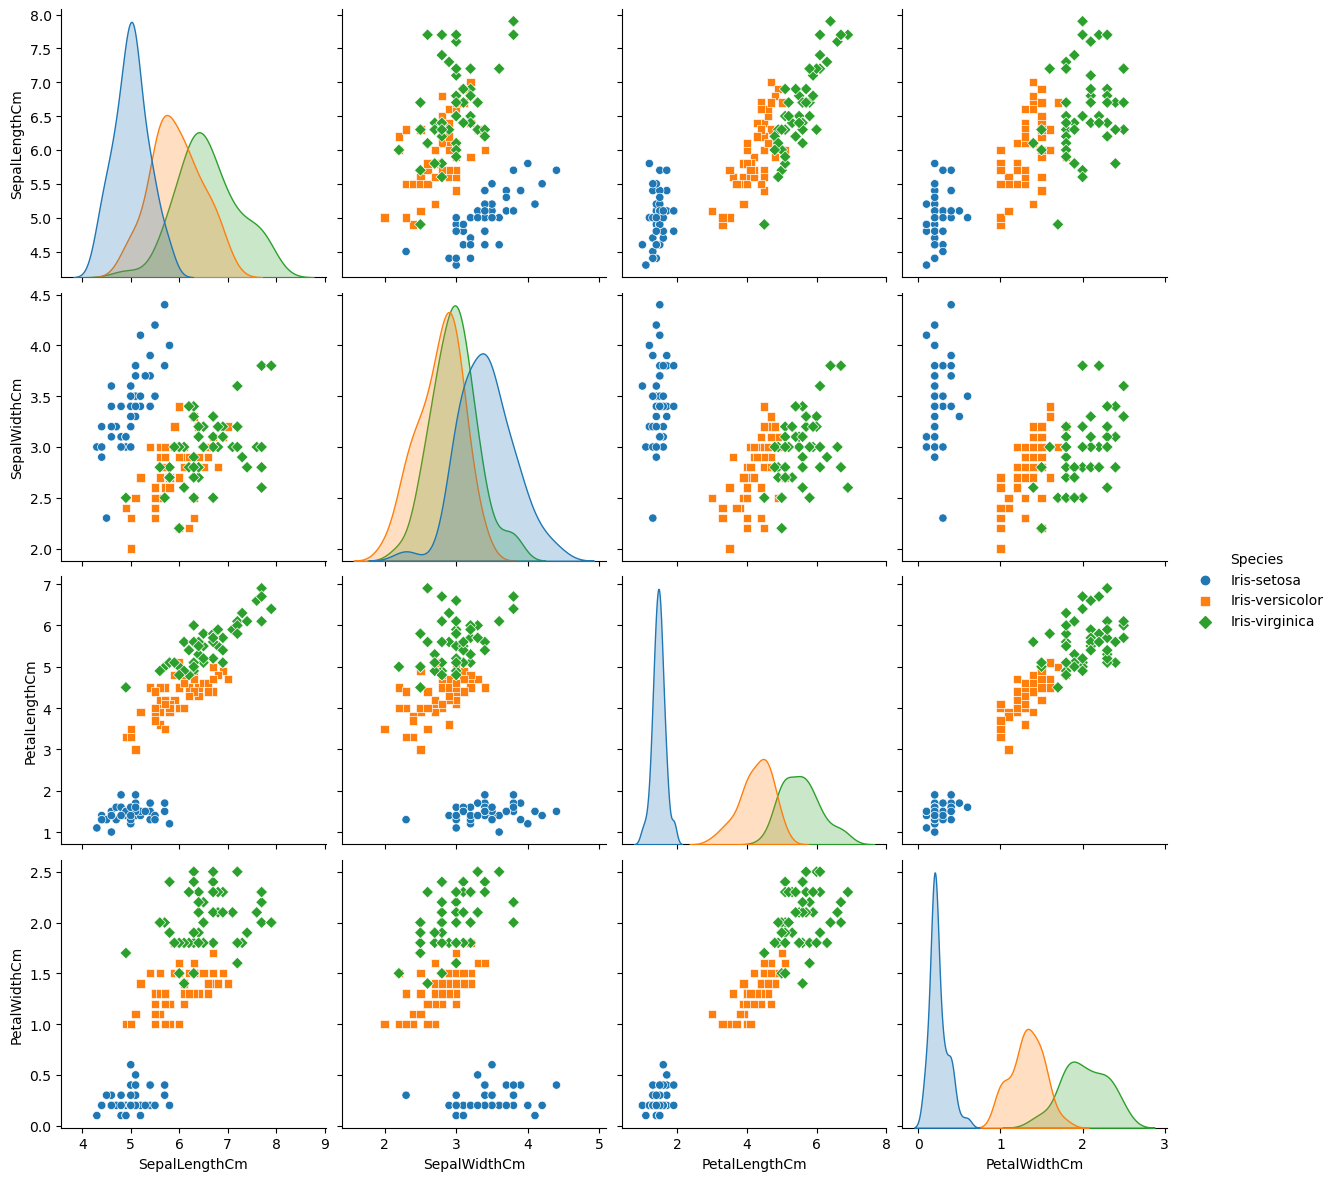 8.0
7.5
7.0
6.5
6.0
5.5
5.0
4.5
SepalLengthCm
4.5
4.0
3.5
3.0
2.5
2.0
SepalWidthCm
Species
Iris-setosa
Iris-versicolor
Iris-virginica
7
6
5
4
3
2
1
PetalLengthCm
2.5
2.0
1.5
1.0
0.5
0.0
PetalWidthCm
4 5 6 7 8 9
SepalLengthCm
2 3 4 5
SepalWidthCm
2 4 6 8
PetalLengthCm
0 1 2 3
PetalWidthCm